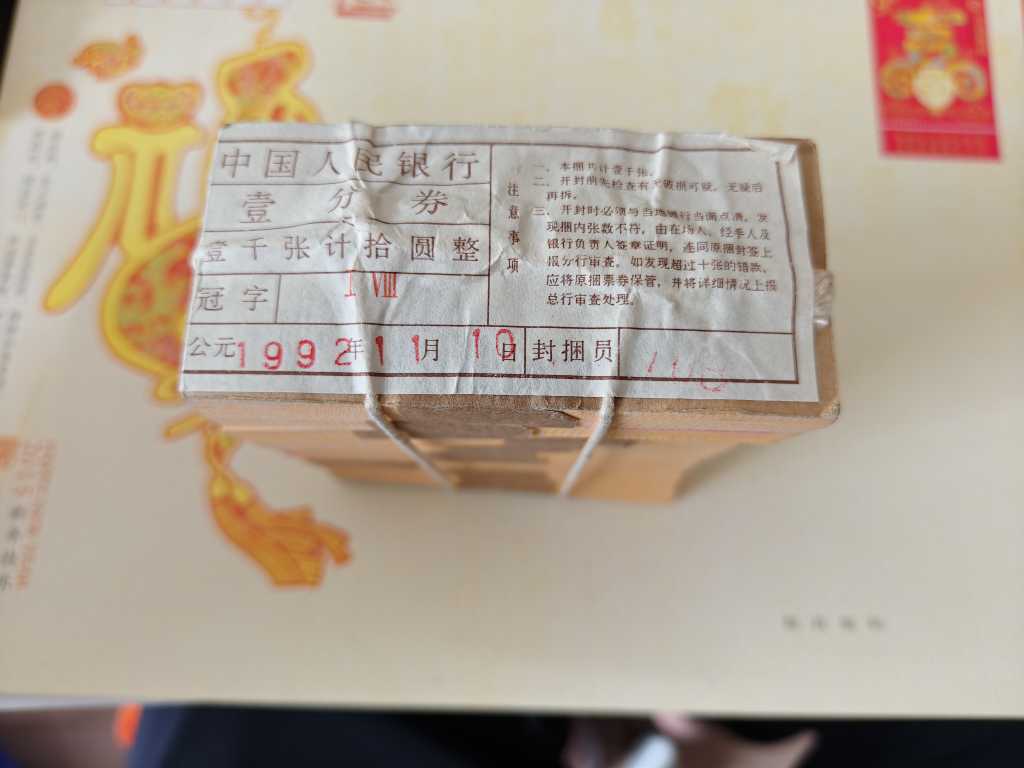 中国人民银行
壹分券
壹千张计拾圆整
冠字
I VIII
公元1992年11月10日 封捆员
注意事项
一、本捆共计壹千张。
二、开封前先检查有无破损可疑，无疑后
再拆。
三、开封时必须与当地银行当面点清，发
现捆内张数不符，由在场人、经手人及
银行负责人签章证明，连同原捆封签上
报分行审查。如发现超过十张的错款，
应将原捆票券保管，并将详细情况上报
总行审查处理。